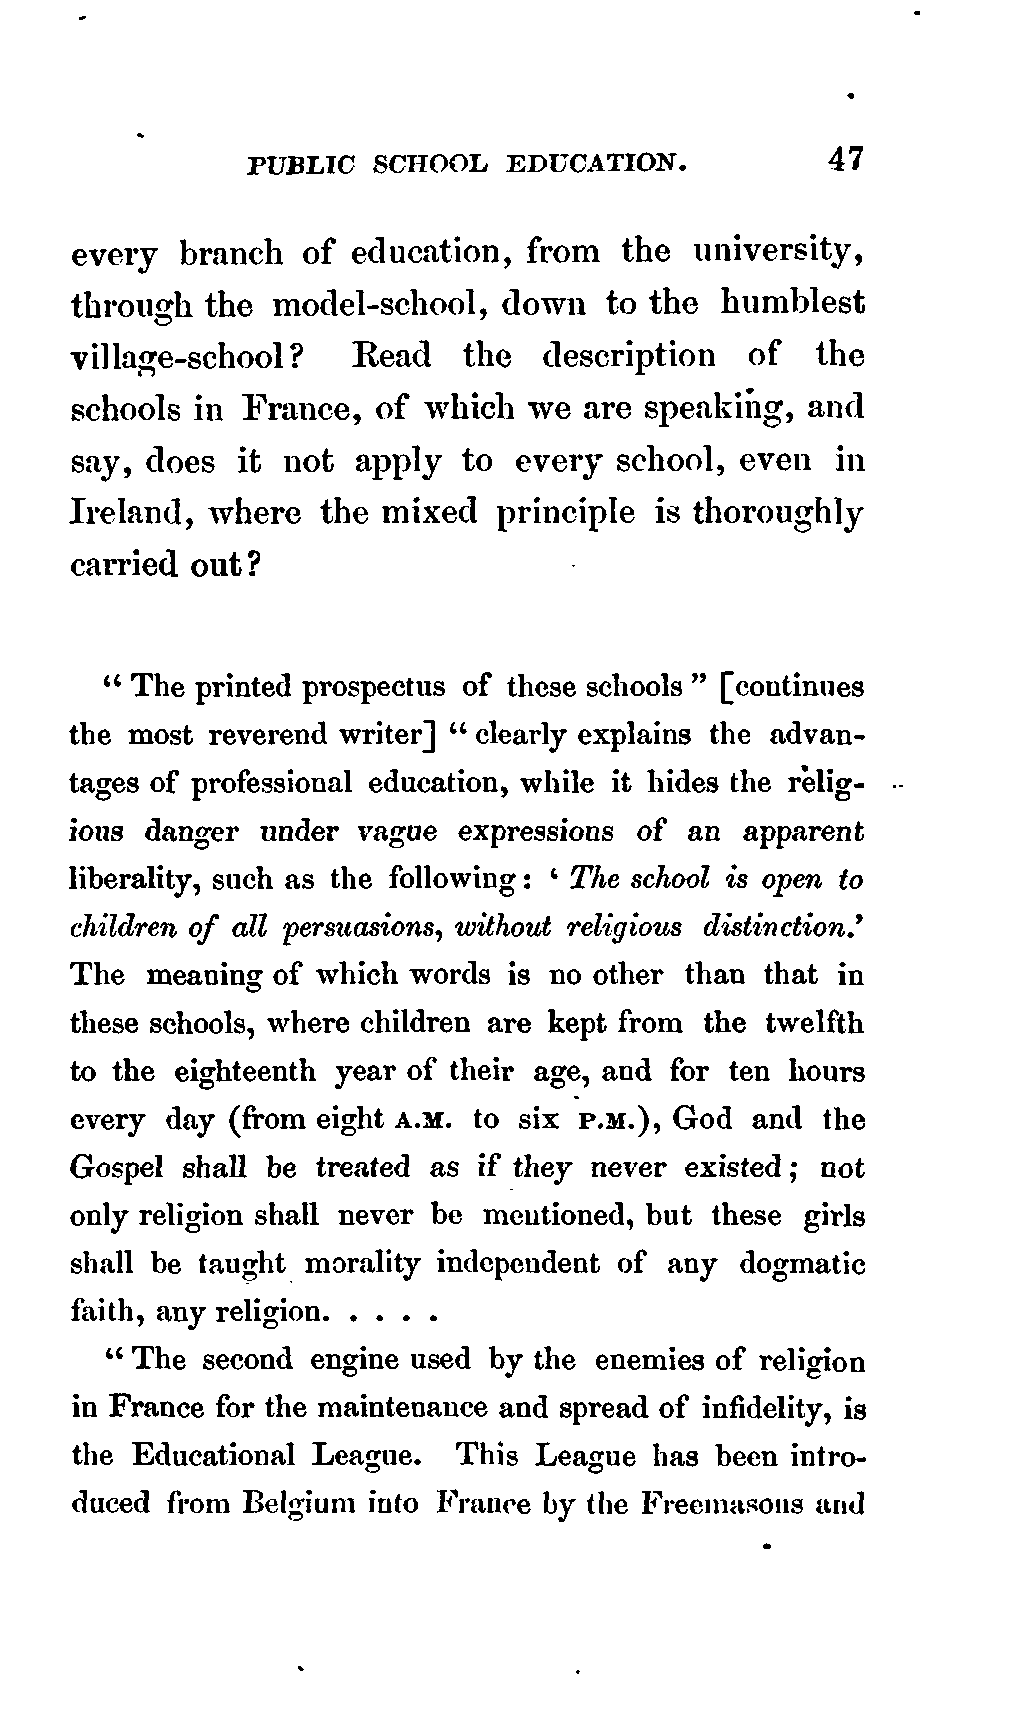 PUBLIC SCHOOL EDUCATION. 47
every branch of education, from the university,
through the model-school, down to the humblest
village-school? Read the description of the
schools in France, of which we are speaking, and
say, does it not apply to every school, even in
Ireland, where the mixed principle is thoroughly
carried out?
“The printed prospectus of these schools” [continues
the most reverend writer] “clearly explains the advan-
tages of professional education, while it hides the relig-
ious danger under vague expressions of an apparent
liberality, such as the following: ‘The school is open to
children of all persuasions, without religious distinction.’
The meaning of which words is no other than that in
these schools, where children are kept from the twelfth
to the eighteenth year of their age, and for ten hours
every day (from eight A.M. to six P.M.), God and the
Gospel shall be treated as if they never existed; not
only religion shall never be mentioned, but these girls
shall be taught morality independent of any dogmatic
faith, any religion. . . . .
“The second engine used by the enemies of religion
in France for the maintenance and spread of infidelity, is
the Educational League. This League has been intro-
duced from Belgium into France by the Freemasons and